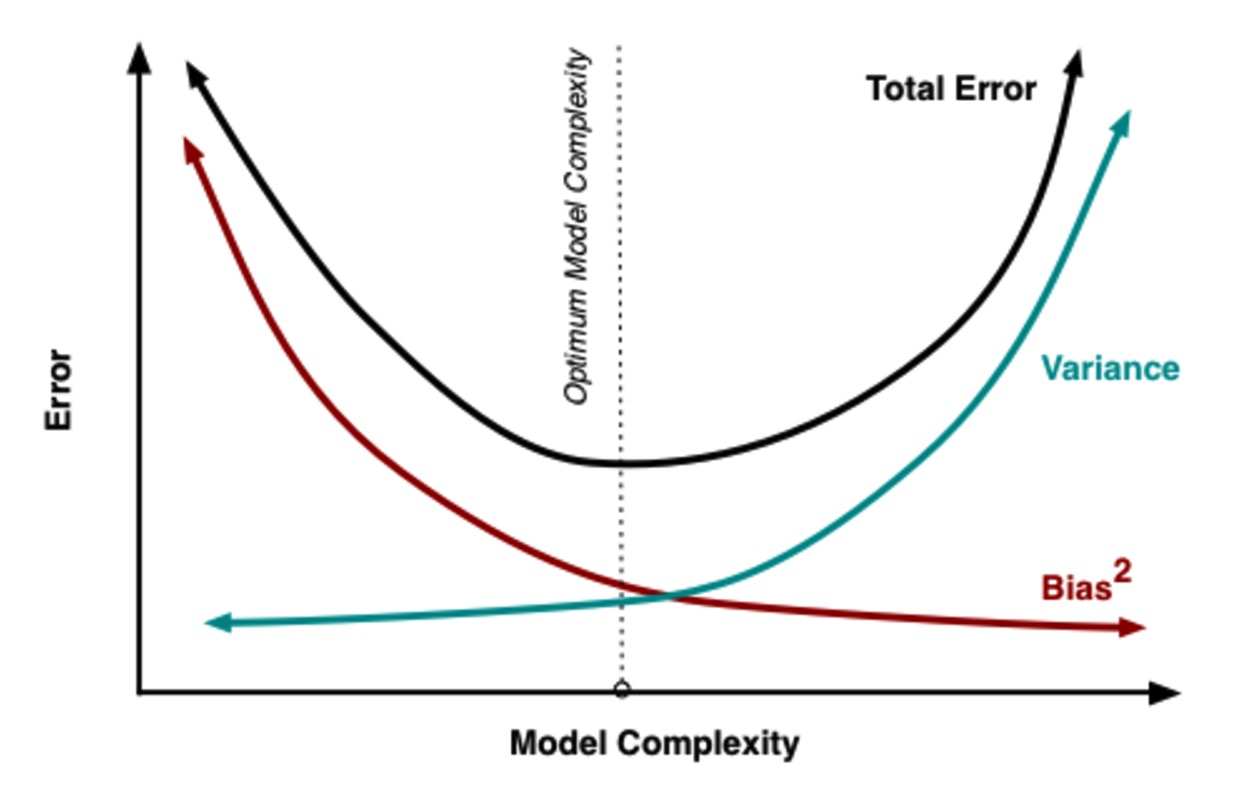 Optimum Model Complexity
Total Error
Error
Variance
Bias²
Model Complexity